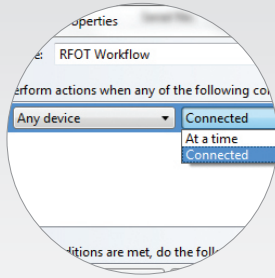 operties
e: RFOT Workflow
erform actions when any of the following co
Any device Connected
At a time
Connected
ditions are met, do the foll